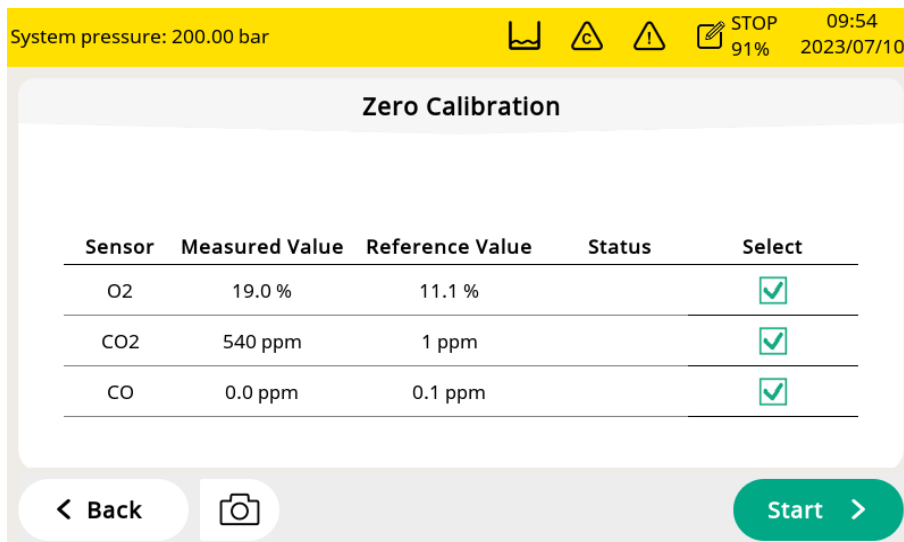 System pressure: 200.00 bar
C
!
STOP
91%
09:54
2023/07/10
Zero Calibration
Sensor Measured Value Reference Value Status Select
O2 19.0 % 11.1 %
CO2 540 ppm 1 ppm
CO 0.0 ppm 0.1 ppm
Back
Start